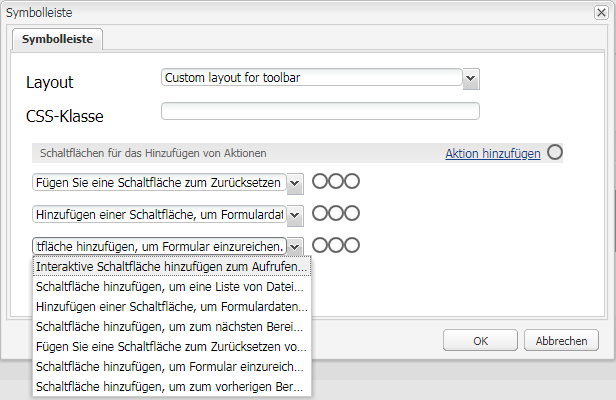 Symbolleiste
Symbolleiste
Layout
Custom layout for toolbar
CSS-Klasse
Schaltflächen für das Hinzufügen von Aktionen
Aktion hinzufügen
Fügen Sie eine Schaltfläche zum Zurücksetzen
Hinzufügen einer Schaltfläche, um Formulardat
tfläche hinzufügen, um Formular einzureichen.
Interaktive Schaltfläche hinzufügen zum Aufrufen...
Schaltfläche hinzufügen, um eine Liste von Datei...
Hinzufügen einer Schaltfläche, um Formulardaten...
Schaltfläche hinzufügen, um zum nächsten Berei...
Fügen Sie eine Schaltfläche zum Zurücksetzen vo...
Schaltfläche hinzufügen, um Formular einzureich...
Schaltfläche hinzufügen, um zum vorherigen Ber...
OK
Abbrechen